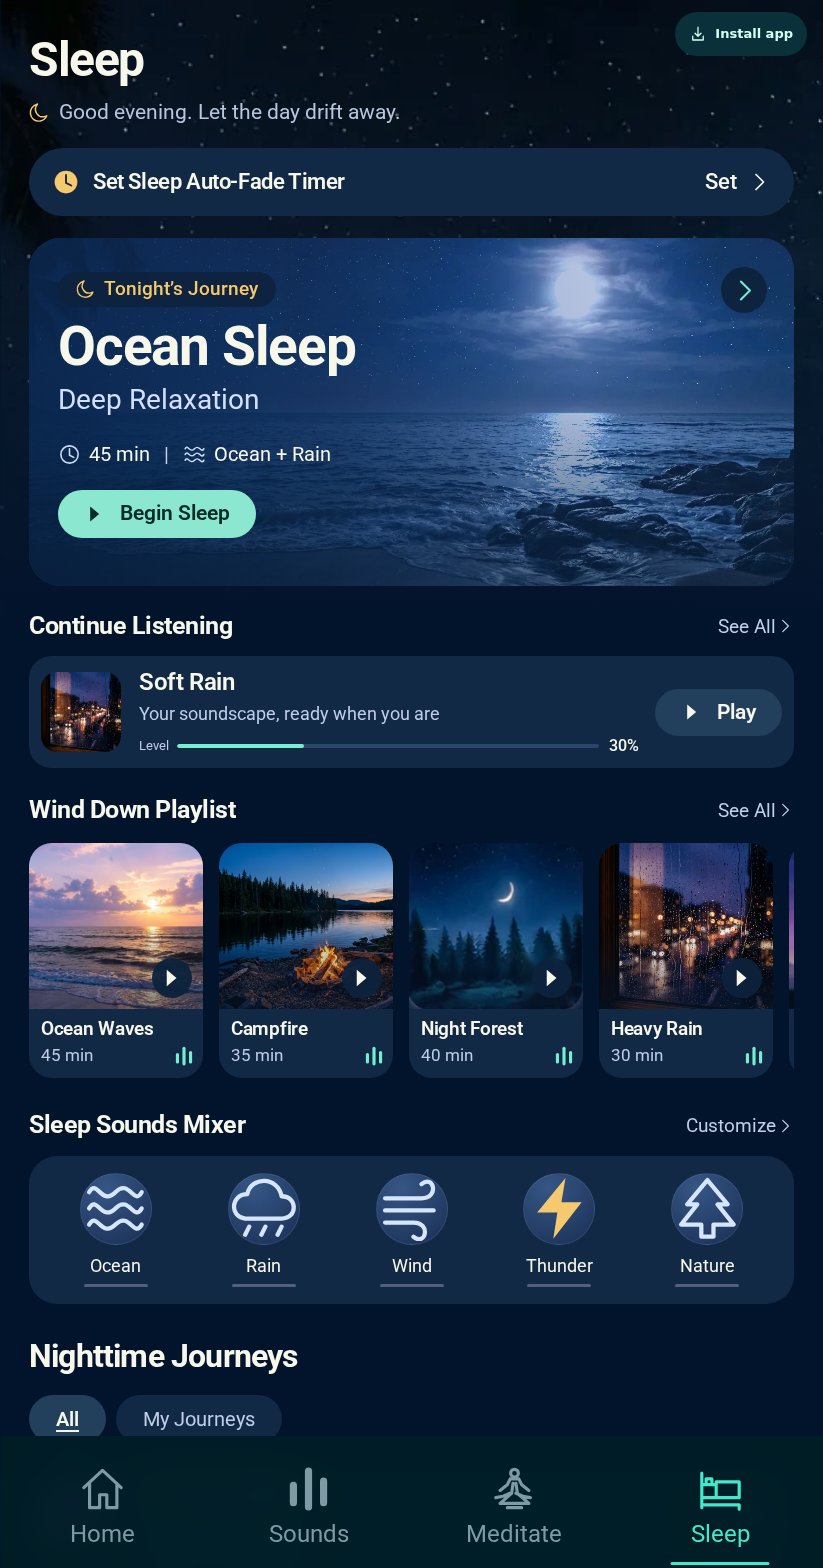 Install app
Sleep
Good evening. Let the day drift away.
Set Sleep Auto-Fade Timer
Set
Tonight's Journey
Ocean Sleep
Deep Relaxation
45 min | Ocean + Rain
Begin Sleep
Continue Listening
See All
Soft Rain
Your soundscape, ready when you are
Level
30%
Play
Wind Down Playlist
See All
Ocean Waves
45 min
Campfire
35 min
Night Forest
40 min
Heavy Rain
30 min
Sleep Sounds Mixer
Customize
Ocean
Rain
Wind
Thunder
Nature
Nighttime Journeys
All
My Journeys
Home
Sounds
Meditate
Sleep